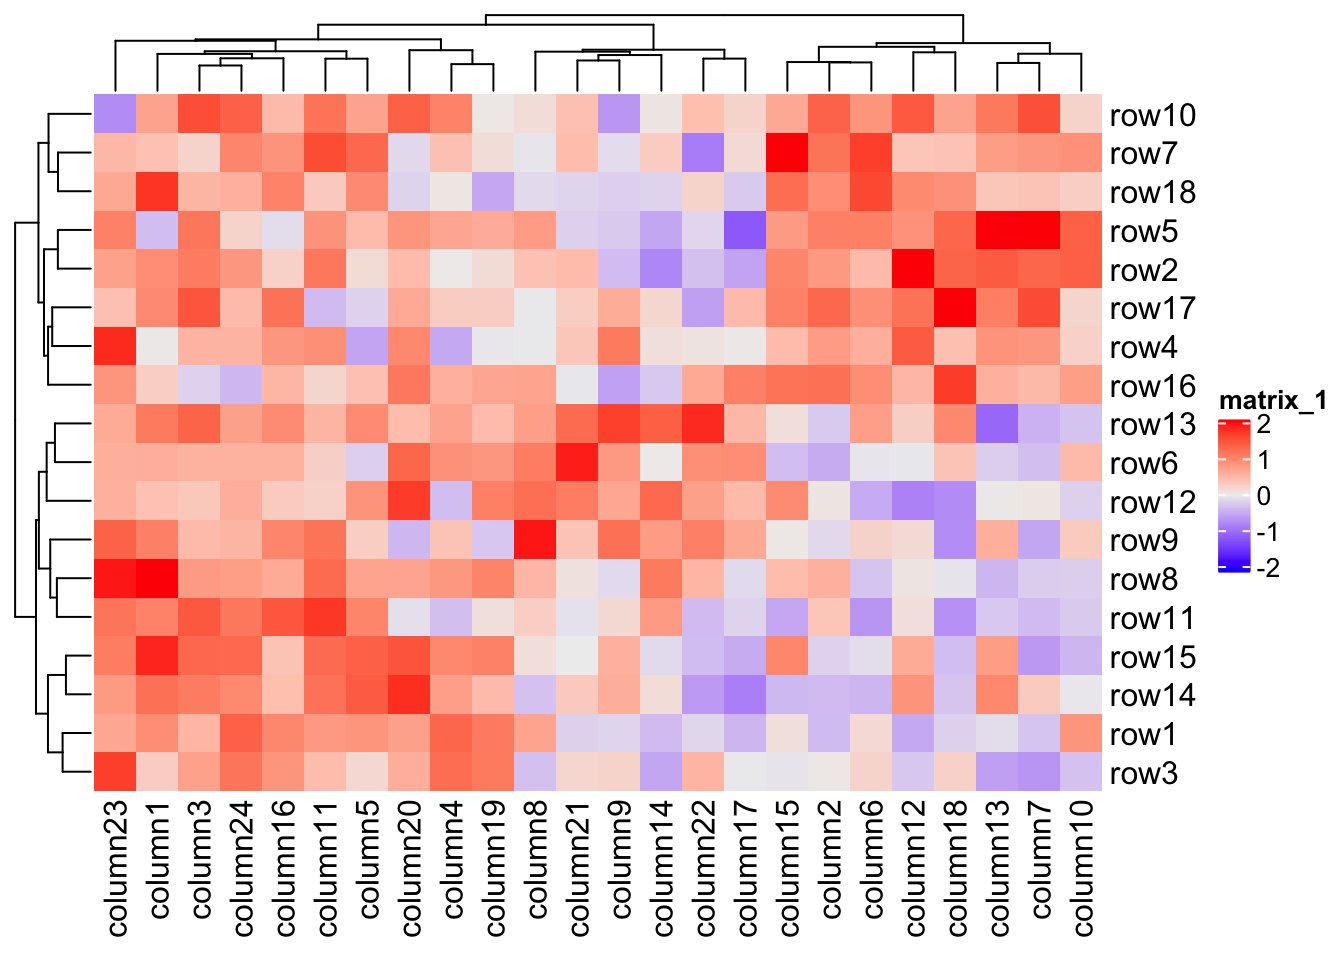 row10
row7
row18
row5
row2
row17
row4
row16
row13
row6
row12
row9
row8
row11
row15
row14
row1
row3
matrix_1
2
1
0
-1
-2
column23
column1
column3
column24
column16
column11
column5
column20
column4
column19
column8
column21
column9
column14
column22
column17
column15
column2
column6
column12
column18
column13
column7
column10